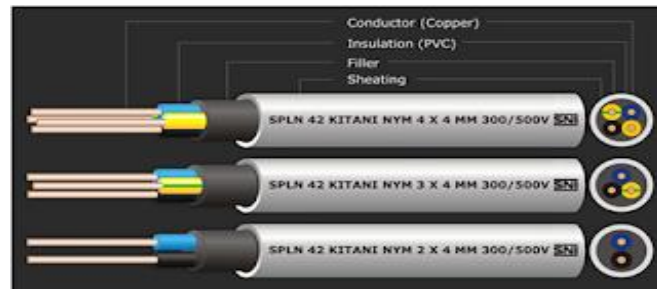 Conductor (Copper)
Insulation (PVC)
Filler
Sheating
SPLN 42 KITANI NYM 4 X 4 MM 300/500V SNI
SPLN 42 KITANI NYM 3 X 4 MM 300/500V SNI
SPLN 42 KITANI NYM 2 X 4 MM 300/500V SNI